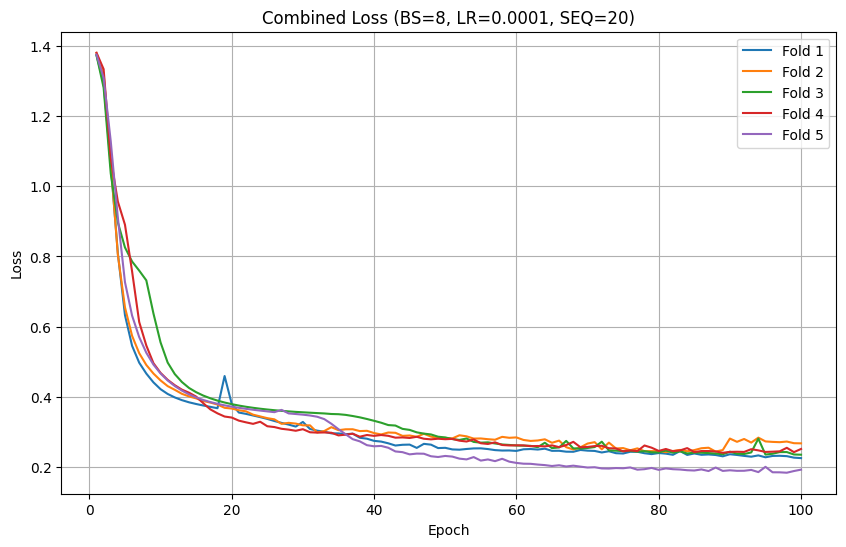 Combined Loss (BS=8, LR=0.0001, SEQ=20)
Fold 1
Fold 2
Fold 3
Fold 4
Fold 5
Loss
1.4
1.2
1.0
0.8
0.6
0.4
0.2
0 20 40 60 80 100
Epoch